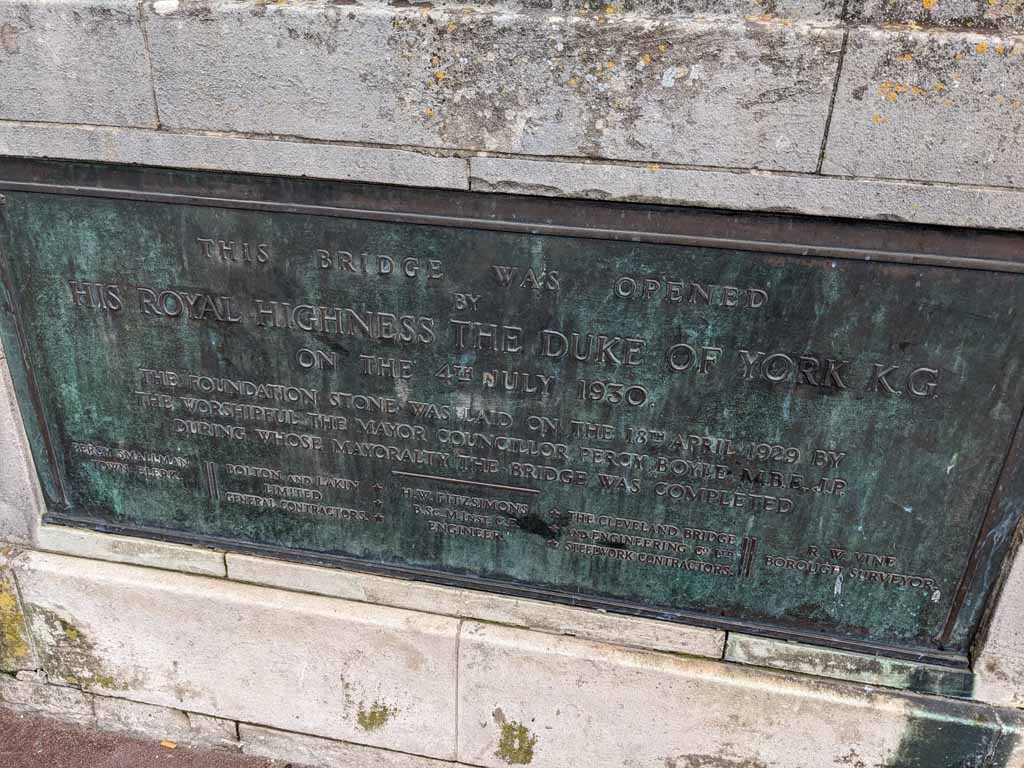 THIS BRIDGE WAS OPENED
BY
HIS ROYAL HIGHNESS THE DUKE OF YORK K.G.
ON THE 4TH JULY 1930.
THE FOUNDATION STONE WAS LAID ON THE 18TH APRIL 1929 BY
THE WORSHIPFUL THE MAYOR COUNCILLOR PERCY BOYLE M.B.E. J.P.
DURING WHOSE MAYORALTY THE BRIDGE WAS COMPLETED
PERCY SMALLMAN
TOWN CLERK.
BOLTON AND LAKIN
LIMITED
GENERAL CONTRACTORS.
H.W. FITZSIMONS
B.SC. M.INST. C.E.
ENGINEER
THE CLEVELAND BRIDGE
AND ENGINEERING CO LTD
STEELWORK CONTRACTORS.
R. W. VINE
BOROUGH SURVEYOR.